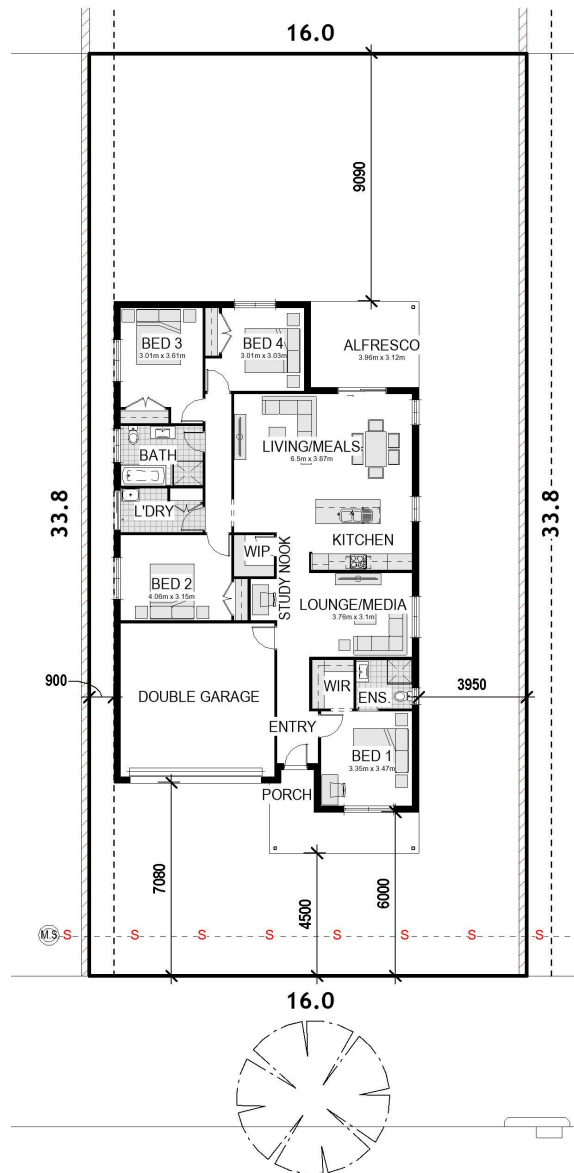 16.0
9090
BED 3
3.01m x 3.61m
BED 4
3.01m x 3.03m
ALFRESCO
3.96m x 3.12m
LIVING/MEALS
6.5m x 3.87m
BATH
33.8
33.8
L'DRY
KITCHEN
WIP
STUDY NOOK
BED 2
4.06m x 3.15m
LOUNGE/MEDIA
3.76m x 3.1m
900
DOUBLE GARAGE
WIR
ENS.
3950
ENTRY
BED 1
3.35m x 3.47m
PORCH
7080
4500
6000
M.S S S S S S S S S
16.0